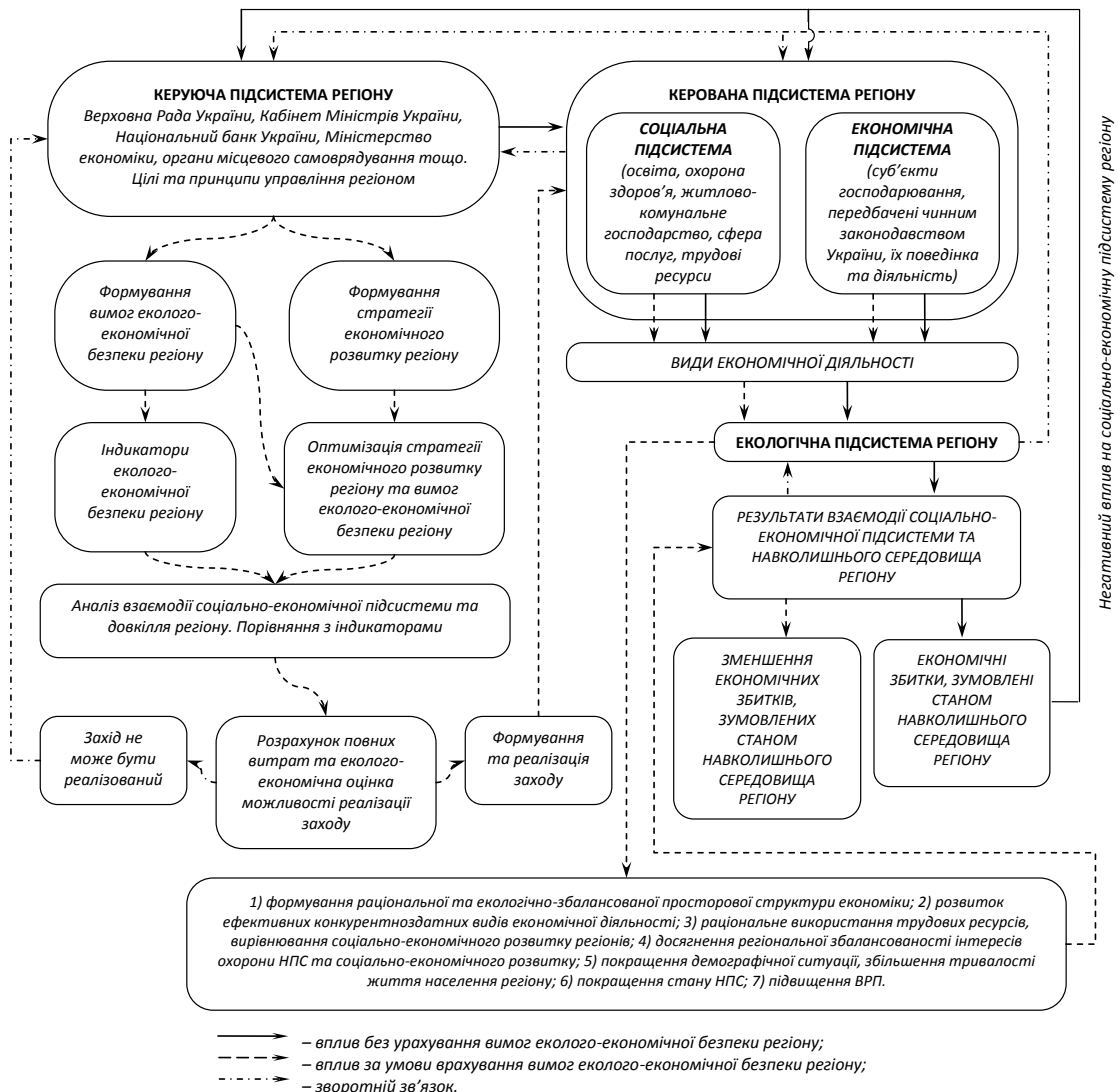 КЕРУЮЧА ПІДСИСТЕМА РЕГІОНУ
Верховна Рада України, Кабінет Міністрів України,
Національний банк України, Міністерство
економіки, органи місцевого самоврядування тощо.
Цілі та принципи управління регіоном
КЕРОВАНА ПІДСИСТЕМА РЕГІОНУ
СОЦІАЛЬНА
ПІДСИСТЕМА
(освіта, охорона
здоров’я, житлово-
комунальне
господарство, сфера
послуг, трудові
ресурси
ЕКОНОМІЧНА
ПІДСИСТЕМА
(суб’єкти
господарювання,
передбачені чинним
законодавством
України, їх поведінка
та діяльність)
Негативний вплив на соціально-економічну підсистему регіону
Формування
вимог еколого-
економічної
безпеки регіону
Формування
стратегії
економічного
розвитку регіону
ВИДИ ЕКОНОМІЧНОЇ ДІЯЛЬНОСТІ
Індикатори
еколого-
економічної
безпеки регіону
Оптимізація стратегії
економічного розвитку
регіону та вимог
еколого-економічної
безпеки регіону
ЕКОЛОГІЧНА ПІДСИСТЕМА РЕГІОНУ
РЕЗУЛЬТАТИ ВЗАЄМОДІЇ СОЦІАЛЬНО-
ЕКОНОМІЧНОЇ ПІДСИСТЕМИ ТА
НАВКОЛИШНЬОГО СЕРЕДОВИЩА
РЕГІОНУ
Аналіз взаємодії соціально-економічної підсистеми та
довкілля регіону. Порівняння з індикаторами
ЗМЕНШЕННЯ
ЕКОНОМІЧНИХ
ЗБИТКІВ,
ЗУМОВЛЕНИХ
СТАНОМ
НАВКОЛИШНЬОГО
СЕРЕДОВИЩА
РЕГІОНУ
ЕКОНОМІЧНІ
ЗБИТКИ, ЗУМОВЛЕНІ
СТАНОМ
НАВКОЛИШНЬОГО
СЕРЕДОВИЩА
РЕГІОНУ
Захід не
може бути
реалізований
Розрахунок повних
витрат та еколого-
економічна оцінка
можливості реалізації
заходу
Формування
та реалізація
заходу
1) формування раціональної та екологічно-збалансованої просторової структури економіки; 2) розвиток
ефективних конкурентноздатних видів економічної діяльності; 3) раціональне використання трудових ресурсів,
вирівнювання соціально-економічного розвитку регіонів; 4) досягнення регіональної збалансованості інтересів
охорони НПС та соціально-економічного розвитку; 5) покращення демографічної ситуації, збільшення тривалості
життя населення регіону; 6) покращення стану НПС; 7) підвищення ВРП.
– вплив без урахування вимог еколого-економічної безпеки регіону;
– вплив за умови врахування вимог еколого-економічної безпеки регіону;
– зворотній зв’язок.